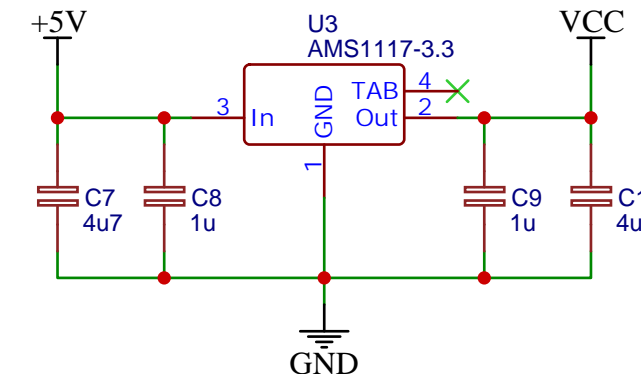 +5V
U3
VCC
AMS1117-3.3
3
In
GND
TAB
4
Out
2
1
C7
4u7
C8
1u
C9
1u
GND